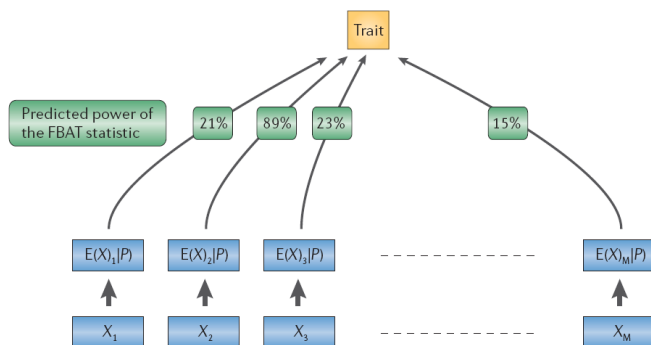 Trait
Predicted power of
the FBAT statistic
21%
89%
23%
15%
E(X)₁|P)
E(X)₂|P)
E(X)₃|P)
E(X)ₘ|P)
X₁
X₂
X₃
Xₘ